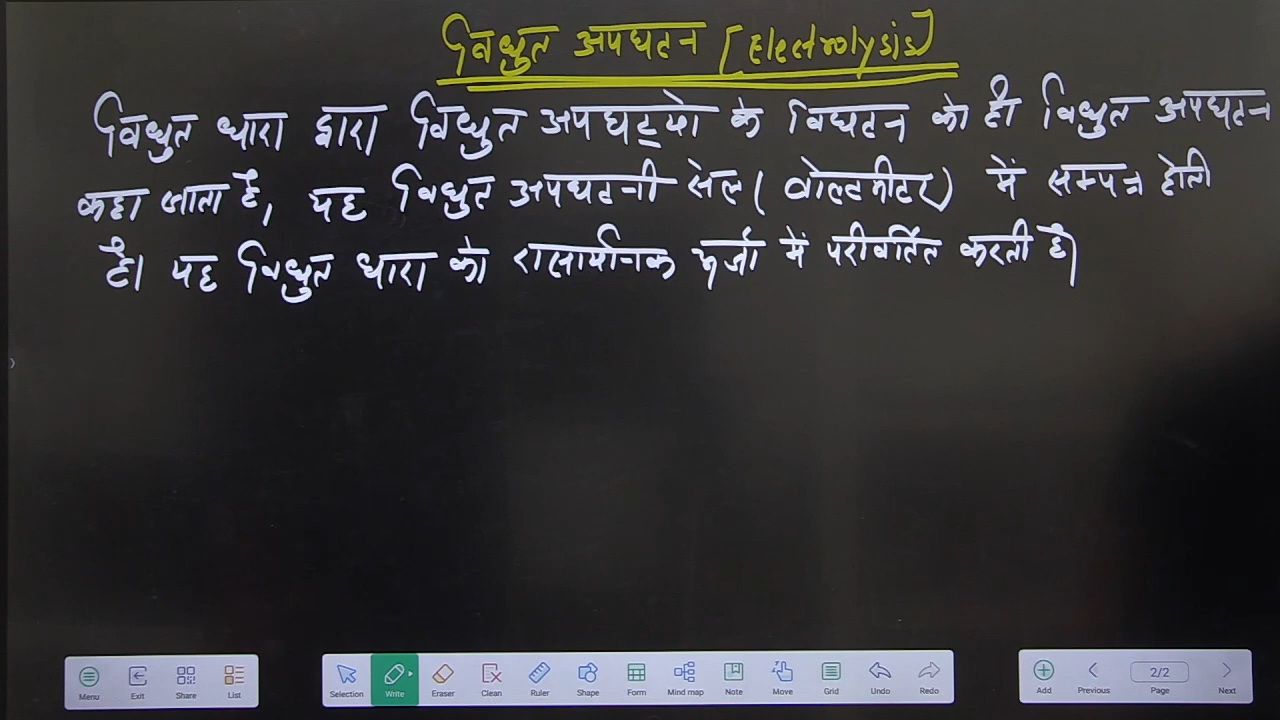 विधुत अपघटन [Electrolysis]
विधुत धारा द्वारा विधुत अपघट्यो के विघटन को ही विधुत अपघटन
कहा जाता है, यह विधुत अपघटनी सेल ( वोल्टमीटर) में सम्पन्न होती
है। यह विधुत धारा को रासायनिक ऊर्जा में परीवर्तित करती है।
Menu Exit Share List Selection Write Eraser Clean Ruler Shape Form Mind map Note Move Grid Undo Redo Add Previous 2/2 Page Next